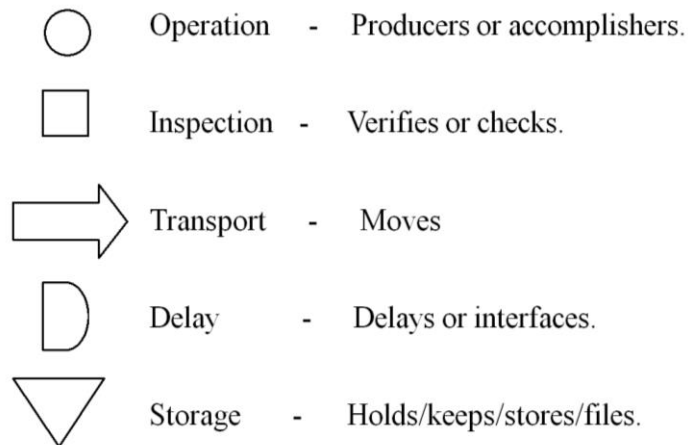 Operation - Producers or accomplishers.
Inspection - Verifies or checks.
Transport - Moves
Delay - Delays or interfaces.
Storage - Holds/keeps/stores/files.